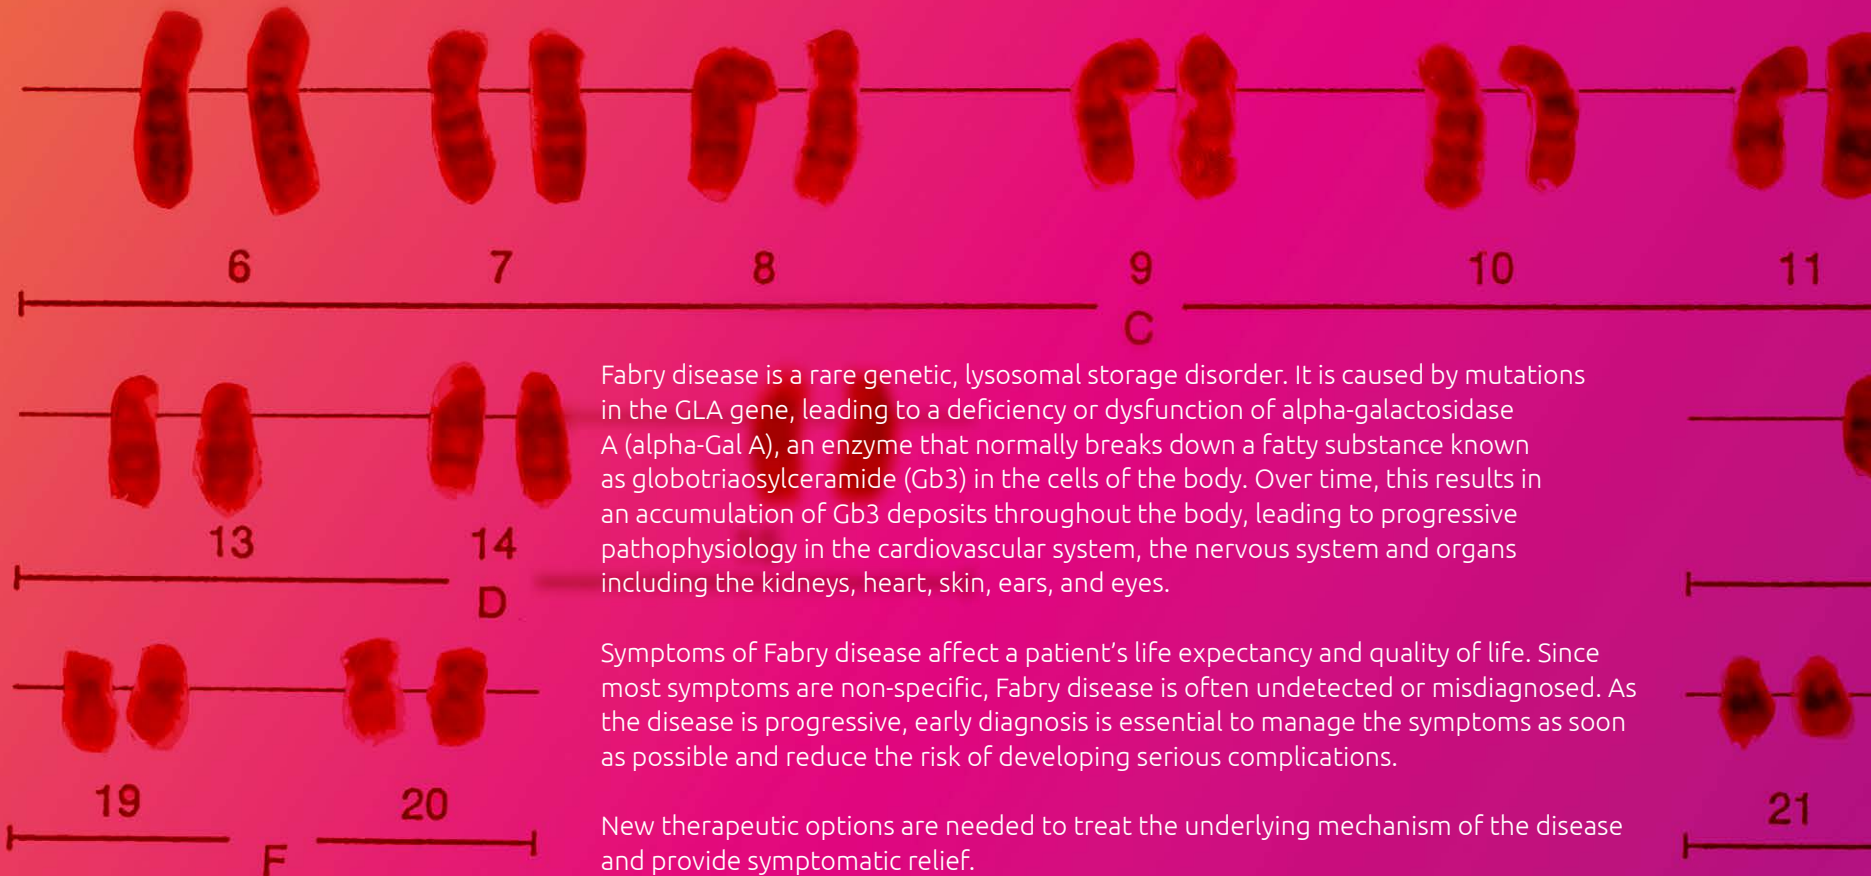 6 7 8 9 10 11
C
Fabry disease is a rare genetic, lysosomal storage disorder. It is caused by mutations
in the GLA gene, leading to a deficiency or dysfunction of alpha-galactosidase
A (alpha-Gal A), an enzyme that normally breaks down a fatty substance known
as globotriaosylceramide (Gb3) in the cells of the body. Over time, this results in
an accumulation of Gb3 deposits throughout the body, leading to progressive
pathophysiology in the cardiovascular system, the nervous system and organs
including the kidneys, heart, skin, ears, and eyes.
13 14
D
Symptoms of Fabry disease affect a patient’s life expectancy and quality of life. Since
most symptoms are non-specific, Fabry disease is often undetected or misdiagnosed. As
the disease is progressive, early diagnosis is essential to manage the symptoms as soon
as possible and reduce the risk of developing serious complications.
19 20 21
F
New therapeutic options are needed to treat the underlying mechanism of the disease
and provide symptomatic relief.